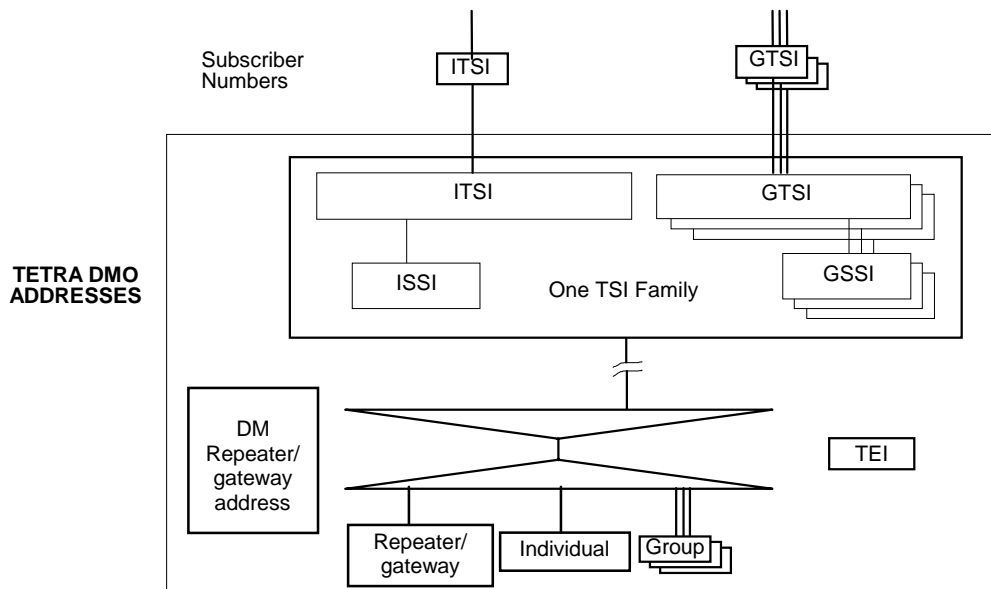 Subscriber
Numbers
ITSI
GTSI
ITSI
GTSI
TETRA DMO
ADDRESSES
ISSI
One TSI Family
GSSI
DM
Repeater/
gateway
address
TEI
Repeater/
gateway
Individual
Group